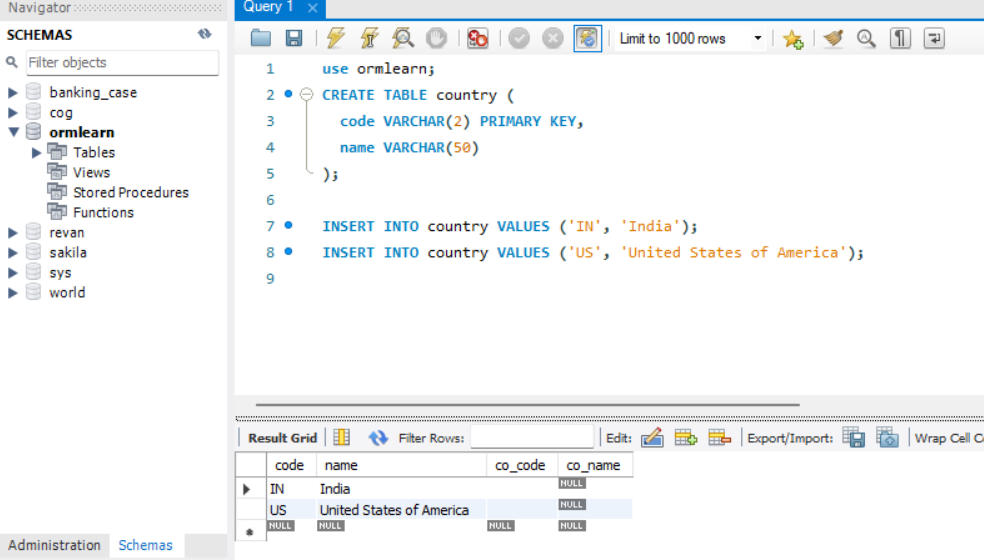 Navigator
SCHEMAS
Filter objects
banking_case
cog
ormlearn
Tables
Views
Stored Procedures
Functions
revan
sakila
sys
world
Administration Schemas
Query 1 ×
Limit to 1000 rows
1 use ormlearn;
2 CREATE TABLE country (
3 code VARCHAR(2) PRIMARY KEY,
4 name VARCHAR(50)
5 );
6
7 INSERT INTO country VALUES ('IN', 'India');
8 INSERT INTO country VALUES ('US', 'United States of America');
9
Result Grid Filter Rows: Edit: Export/Import: Wrap Cell C
code name co_code co_name
IN India NULL
US United States of America NULL
NULL NULL NULL NULL